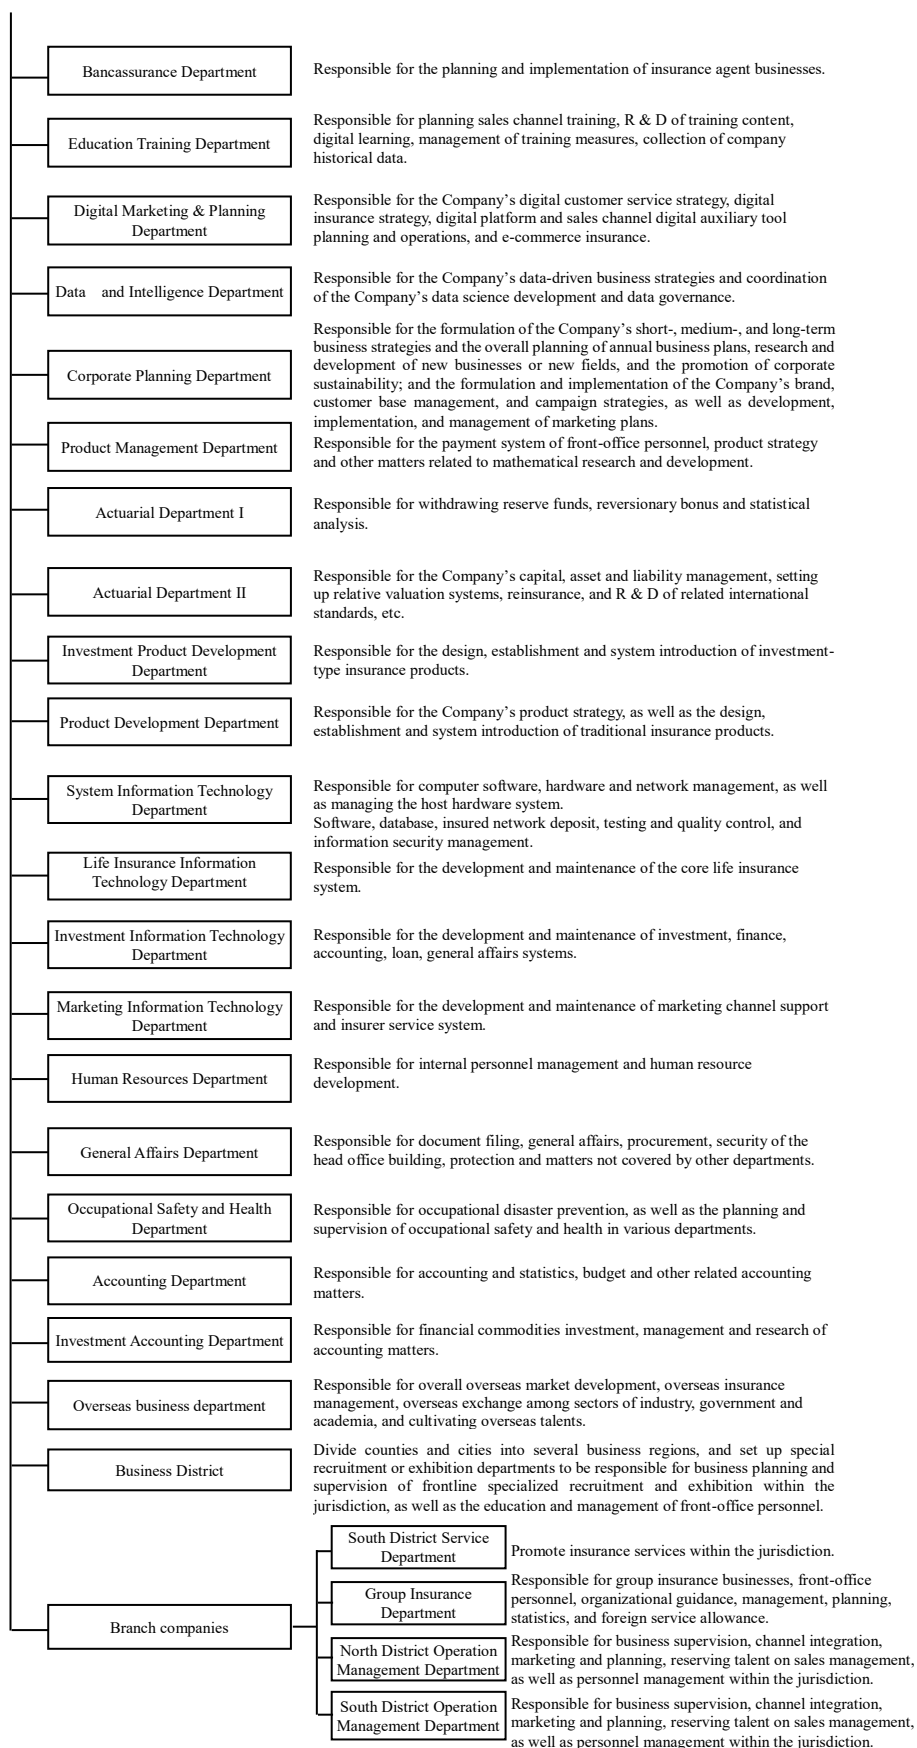 Bancassurance Department
Responsible for the planning and implementation of insurance agent businesses.
Education Training Department
Responsible for planning sales channel training, R & D of training content,
digital learning, management of training measures, collection of company
historical data.
Digital Marketing & Planning
Department
Responsible for the Company's digital customer service strategy, digital
insurance strategy, digital platform and sales channel digital auxiliary tool
planning and operations, and e-commerce insurance.
Data and Intelligence Department
Responsible for the Company's data-driven business strategies and coordination
of the Company's data science development and data governance.
Corporate Planning Department
Responsible for the formulation of the Company's short-, medium-, and long-term
business strategies and the overall planning of annual business plans, research and
development of new businesses or new fields, and the promotion of corporate
sustainability; and the formulation and implementation of the Company's brand,
customer base management, and campaign strategies, as well as development,
implementation, and management of marketing plans.
Product Management Department
Responsible for the payment system of front-office personnel, product strategy
and other matters related to mathematical research and development.
Actuarial Department I
Responsible for withdrawing reserve funds, reversionary bonus and statistical
analysis.
Actuarial Department II
Responsible for the Company's capital, asset and liability management, setting
up relative valuation systems, reinsurance, and R & D of related international
standards, etc.
Investment Product Development
Department
Responsible for the design, establishment and system introduction of investment-
type insurance products.
Product Development Department
Responsible for the Company's product strategy, as well as the design,
establishment and system introduction of traditional insurance products.
System Information Technology
Department
Responsible for computer software, hardware and network management, as well
as managing the host hardware system.
Software, database, insured network deposit, testing and quality control, and
information security management.
Life Insurance Information
Technology Department
Responsible for the development and maintenance of the core life insurance
system.
Investment Information Technology
Department
Responsible for the development and maintenance of investment, finance,
accounting, loan, general affairs systems.
Marketing Information Technology
Department
Responsible for the development and maintenance of marketing channel support
and insurer service system.
Human Resources Department
Responsible for internal personnel management and human resource
development.
General Affairs Department
Responsible for document filing, general affairs, procurement, security of the
head office building, protection and matters not covered by other departments.
Occupational Safety and Health
Department
Responsible for occupational disaster prevention, as well as the planning and
supervision of occupational safety and health in various departments.
Accounting Department
Responsible for accounting and statistics, budget and other related accounting
matters.
Investment Accounting Department
Responsible for financial commodities investment, management and research of
accounting matters.
Overseas business department
Responsible for overall overseas market development, overseas insurance
management, overseas exchange among sectors of industry, government and
academia, and cultivating overseas talents.
Business District
Divide counties and cities into several business regions, and set up special
recruitment or exhibition departments to be responsible for business planning and
supervision of frontline specialized recruitment and exhibition within the
jurisdiction, as well as the education and management of front-office personnel.
Branch companies
South District Service
Department
Promote insurance services within the jurisdiction.
Group Insurance
Department
Responsible for group insurance businesses, front-office
personnel, organizational guidance, management, planning,
statistics, and foreign service allowance.
North District Operation
Management Department
Responsible for business supervision, channel integration,
marketing and planning, reserving talent on sales management,
as well as personnel management within the jurisdiction.
South District Operation
Management Department
Responsible for business supervision, channel integration,
marketing and planning, reserving talent on sales management,
as well as personnel management within the jurisdiction.